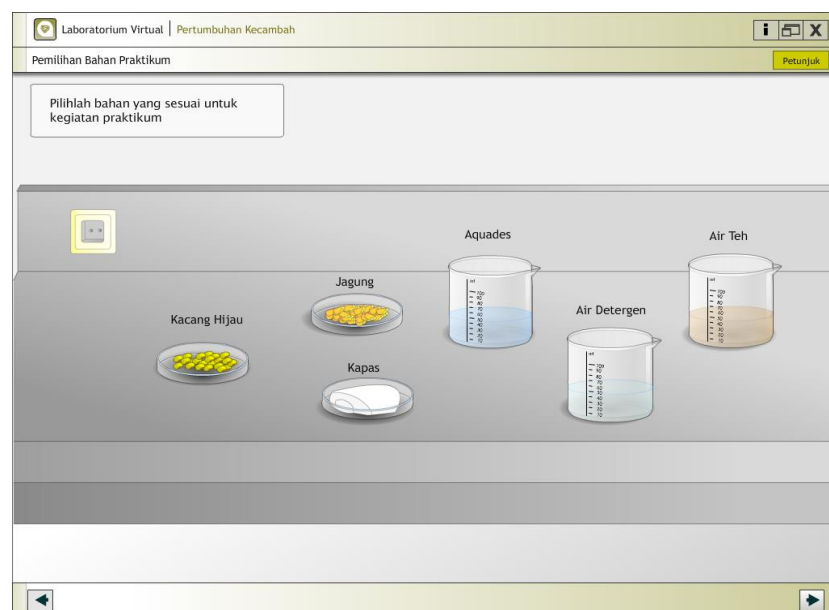 Laboratorium Virtual | Pertumbuhan Kecambah
i X
Pemilihan Bahan Praktikum
Petunjuk
Pilihlah bahan yang sesuai untuk
kegiatan praktikum
Aquades
Air Teh
Jagung
Air Detergen
Kacang Hijau
Kapas